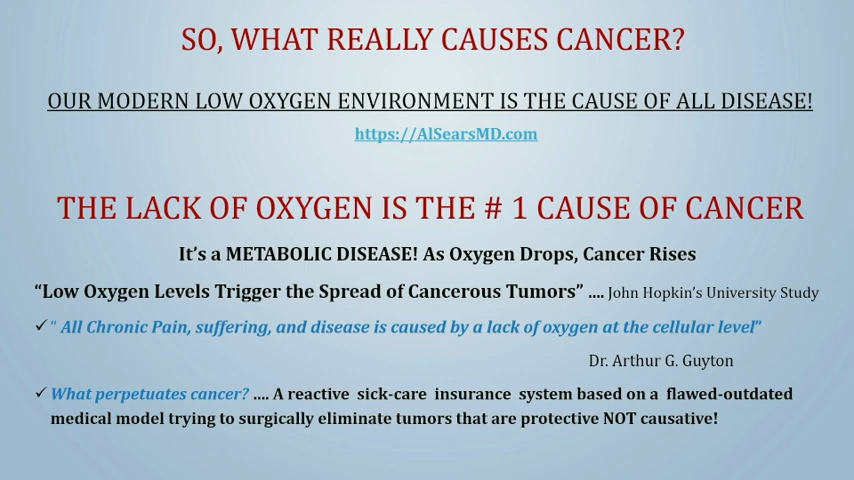 SO, WHAT REALLY CAUSES CANCER?
OUR MODERN LOW OXYGEN ENVIRONMENT IS THE CAUSE OF ALL DISEASE!
https://AlSearsMD.com
THE LACK OF OXYGEN IS THE # 1 CAUSE OF CANCER
It's a METABOLIC DISEASE! As Oxygen Drops, Cancer Rises
“Low Oxygen Levels Trigger the Spread of Cancerous Tumors” .... John Hopkin's University Study
✓“ All Chronic Pain, suffering, and disease is caused by a lack of oxygen at the cellular level”
Dr. Arthur G. Guyton
✓What perpetuates cancer? .... A reactive sick-care insurance system based on a flawed-outdated
medical model trying to surgically eliminate tumors that are protective NOT causative!